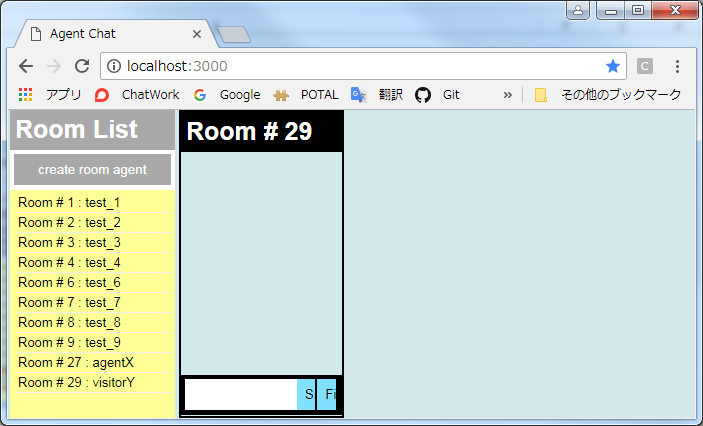 Agent Chat
localhost:3000
C
アプリ ChatWork Google POTAL 翻訳 Git » その他のブックマーク
Room List
create room agent
Room # 1 : test_1
Room # 2 : test_2
Room # 3 : test_3
Room # 4 : test_4
Room # 6 : test_6
Room # 7 : test_7
Room # 8 : test_8
Room # 9 : test_9
Room # 27 : agentX
Room # 29 : visitorY
Room # 29
S Fi